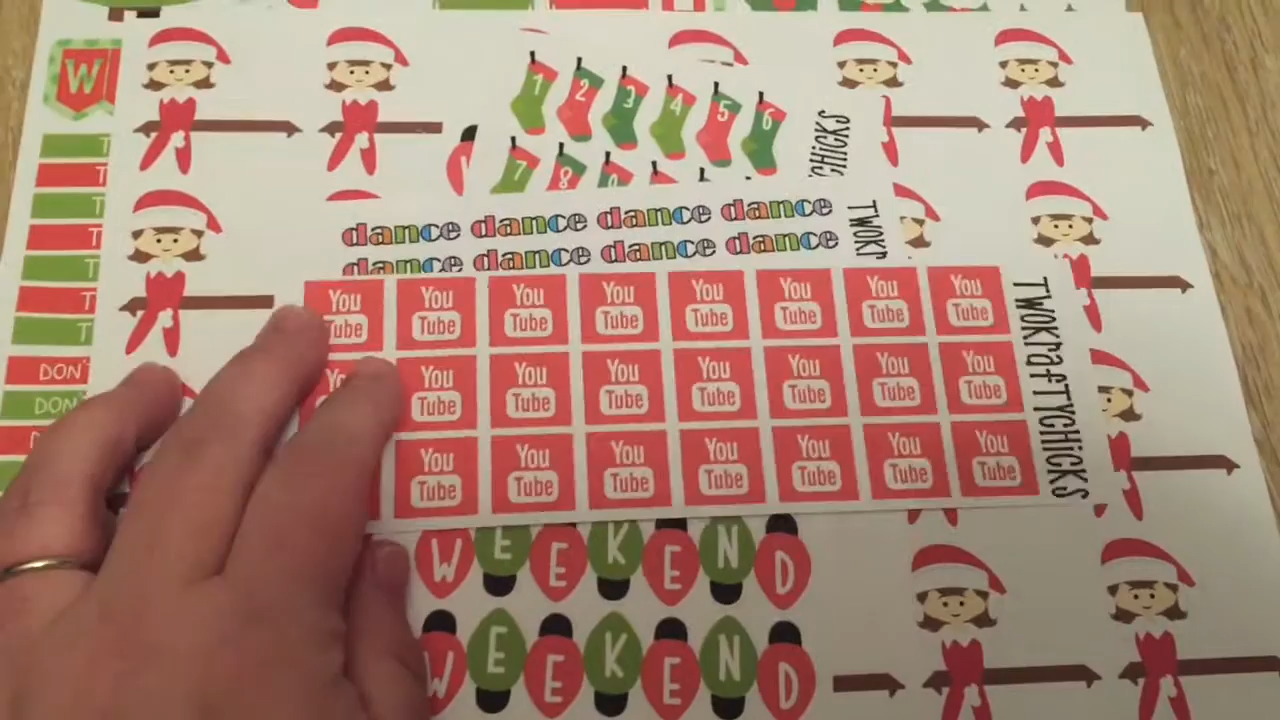 W
1 2 3 4 5 6
7 8
CHICKS
T
T
T
T
T
T
T
DON'
DON
dance dance dance dance
dance dance dance dance
TWOKr
You Tube You Tube You Tube You Tube You Tube You Tube You Tube You Tube
You Tube You Tube You Tube You Tube You Tube You Tube You Tube
You Tube You Tube You Tube You Tube You Tube You Tube You Tube
TWOKraFTYCHiCKS
WEEKEND
WEEKEND